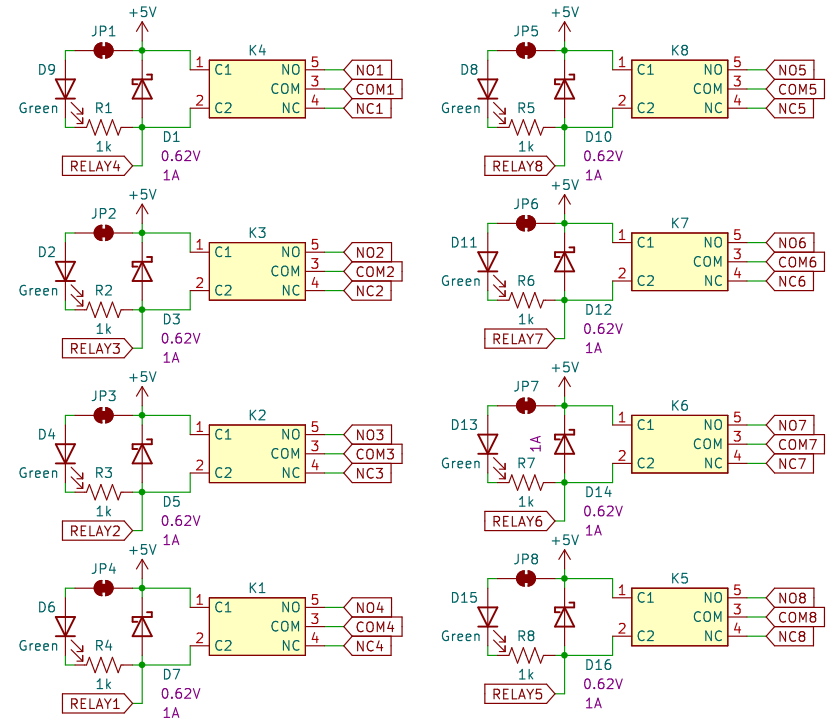 +5V
JP1
K4
D9
1
C1
NO
5
NO1
COM
3
COM1
Green
R1
2
C2
NC
4
NC1
1k
D1
0.62V
1A
RELAY4
+5V
JP2
K3
D2
1
C1
NO
5
NO2
COM
3
COM2
Green
R2
2
C2
NC
4
NC2
1k
D3
0.62V
1A
RELAY3
+5V
JP3
K2
D4
1
C1
NO
5
NO3
COM
3
COM3
Green
R3
2
C2
NC
4
NC3
1k
D5
0.62V
1A
RELAY2
+5V
JP4
K1
D6
1
C1
NO
5
NO4
COM
3
COM4
Green
R4
2
C2
NC
4
NC4
1k
D7
0.62V
1A
RELAY1
+5V
JP5
K8
D8
1
C1
NO
5
NO5
COM
3
COM5
Green
R5
2
C2
NC
4
NC5
1k
D10
0.62V
1A
RELAY8
+5V
JP6
K7
D11
1
C1
NO
5
NO6
COM
3
COM6
Green
R6
2
C2
NC
4
NC6
1k
D12
0.62V
1A
RELAY7
+5V
JP7
K6
D13
1
C1
NO
5
NO7
1A
COM
3
COM7
Green
R7
2
C2
NC
4
NC7
1k
D14
0.62V
1A
RELAY6
+5V
JP8
K5
D15
1
C1
NO
5
NO8
COM
3
COM8
Green
R8
2
C2
NC
4
NC8
1k
D16
0.62V
1A
RELAY5